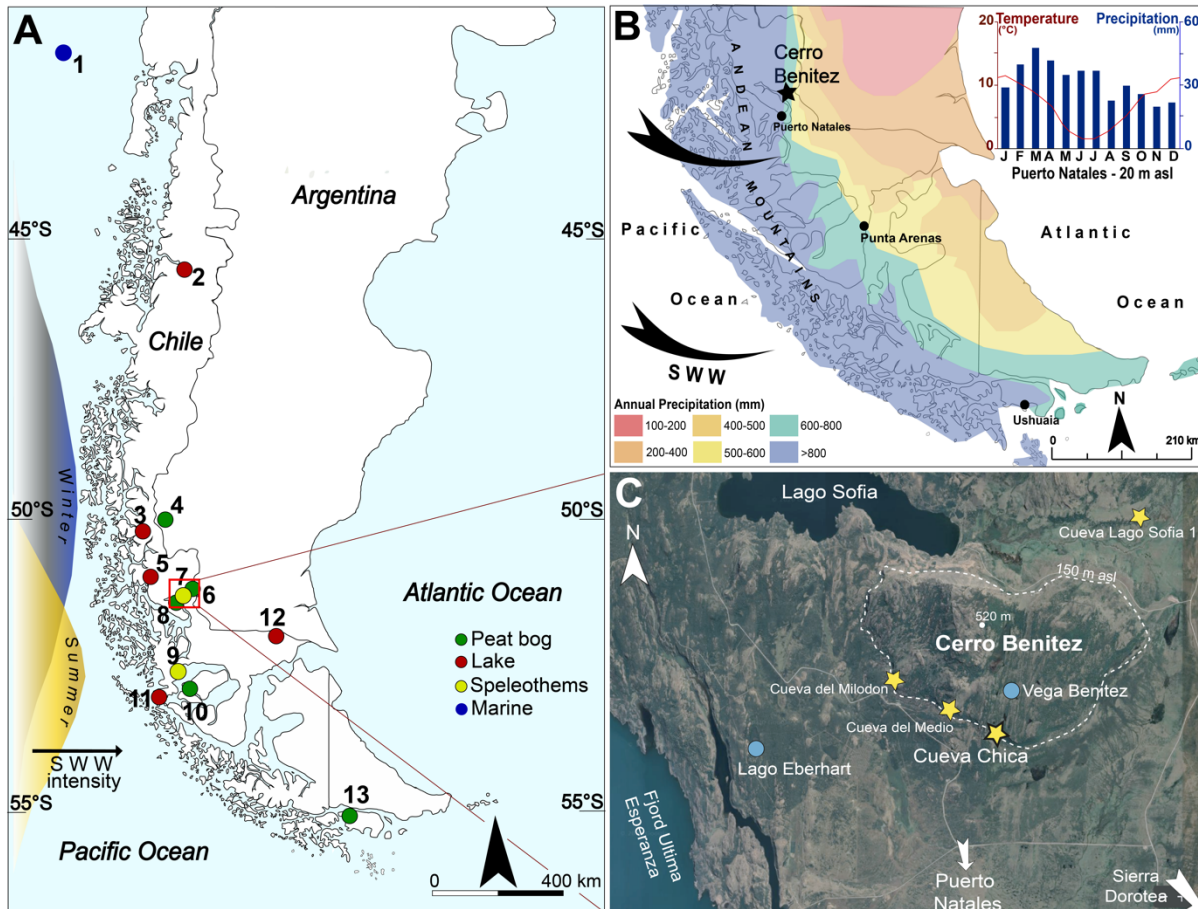 A
1
Argentina
45°S
45°S
2
Chile
Winter
50°S
50°S
3
4
5
7
6
8
Atlantic Ocean
12
Peat bog
Lake
Speleothems
Marine
Summer
9
11
10
SWW
intensity
13
55°S
55°S
Pacific Ocean
0
400 km
B
ANDEAN
MOUNTAINS
Cerro
Benitez
Puerto Natales
Temperature
(°C)
Precipitation
(mm)
20
10
0
60
30
0
J F M A M J J A S O N D
Puerto Natales - 20 m asl
Pacific
Ocean
Punta Arenas
Atlantic
Ocean
SWW
Annual Precipitation (mm)
100-200
400-500
600-800
200-400
500-600
>800
Ushuaia
N
0
210 km
C
Lago Sofia
N
Cueva Lago Sofia 1
150 m asl
520 m
Cerro Benitez
Cueva del Milodon
Vega Benitez
Cueva del Medio
Cueva Chica
Lago Eberhart
Fjord Ultima
Esperanza
Puerto
Natales
Sierra
Dorotea